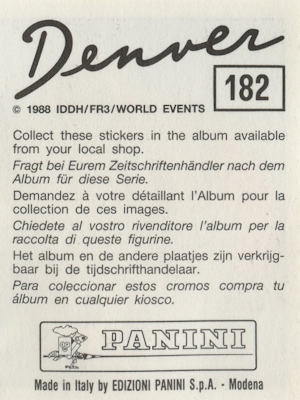 Denver
182
© 1988 IDDH/FR3/WORLD EVENTS
Collect these stickers in the album available
from your local shop.
Fragt bei Eurem Zeitschriftenhändler nach dem
Album für diese Serie.
Demandez à votre détaillant l'Album pour la
collection de ces images.
Chiedete al vostro rivenditore l'album per la
raccolta di queste figurine.
Het album en de andere plaatjes zijn verkrijg-
baar bij de tijdschrifthandelaar.
Para coleccionar estos cromos compra tu
álbum en cualquier kiosco.
PANINI
Made in Italy by EDIZIONI PANINI S.p.A. - Modena